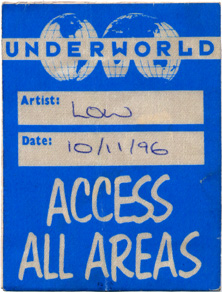 UNDERWORLD
Artist: Low
Date: 10/11/96
ACCESS
ALL AREAS